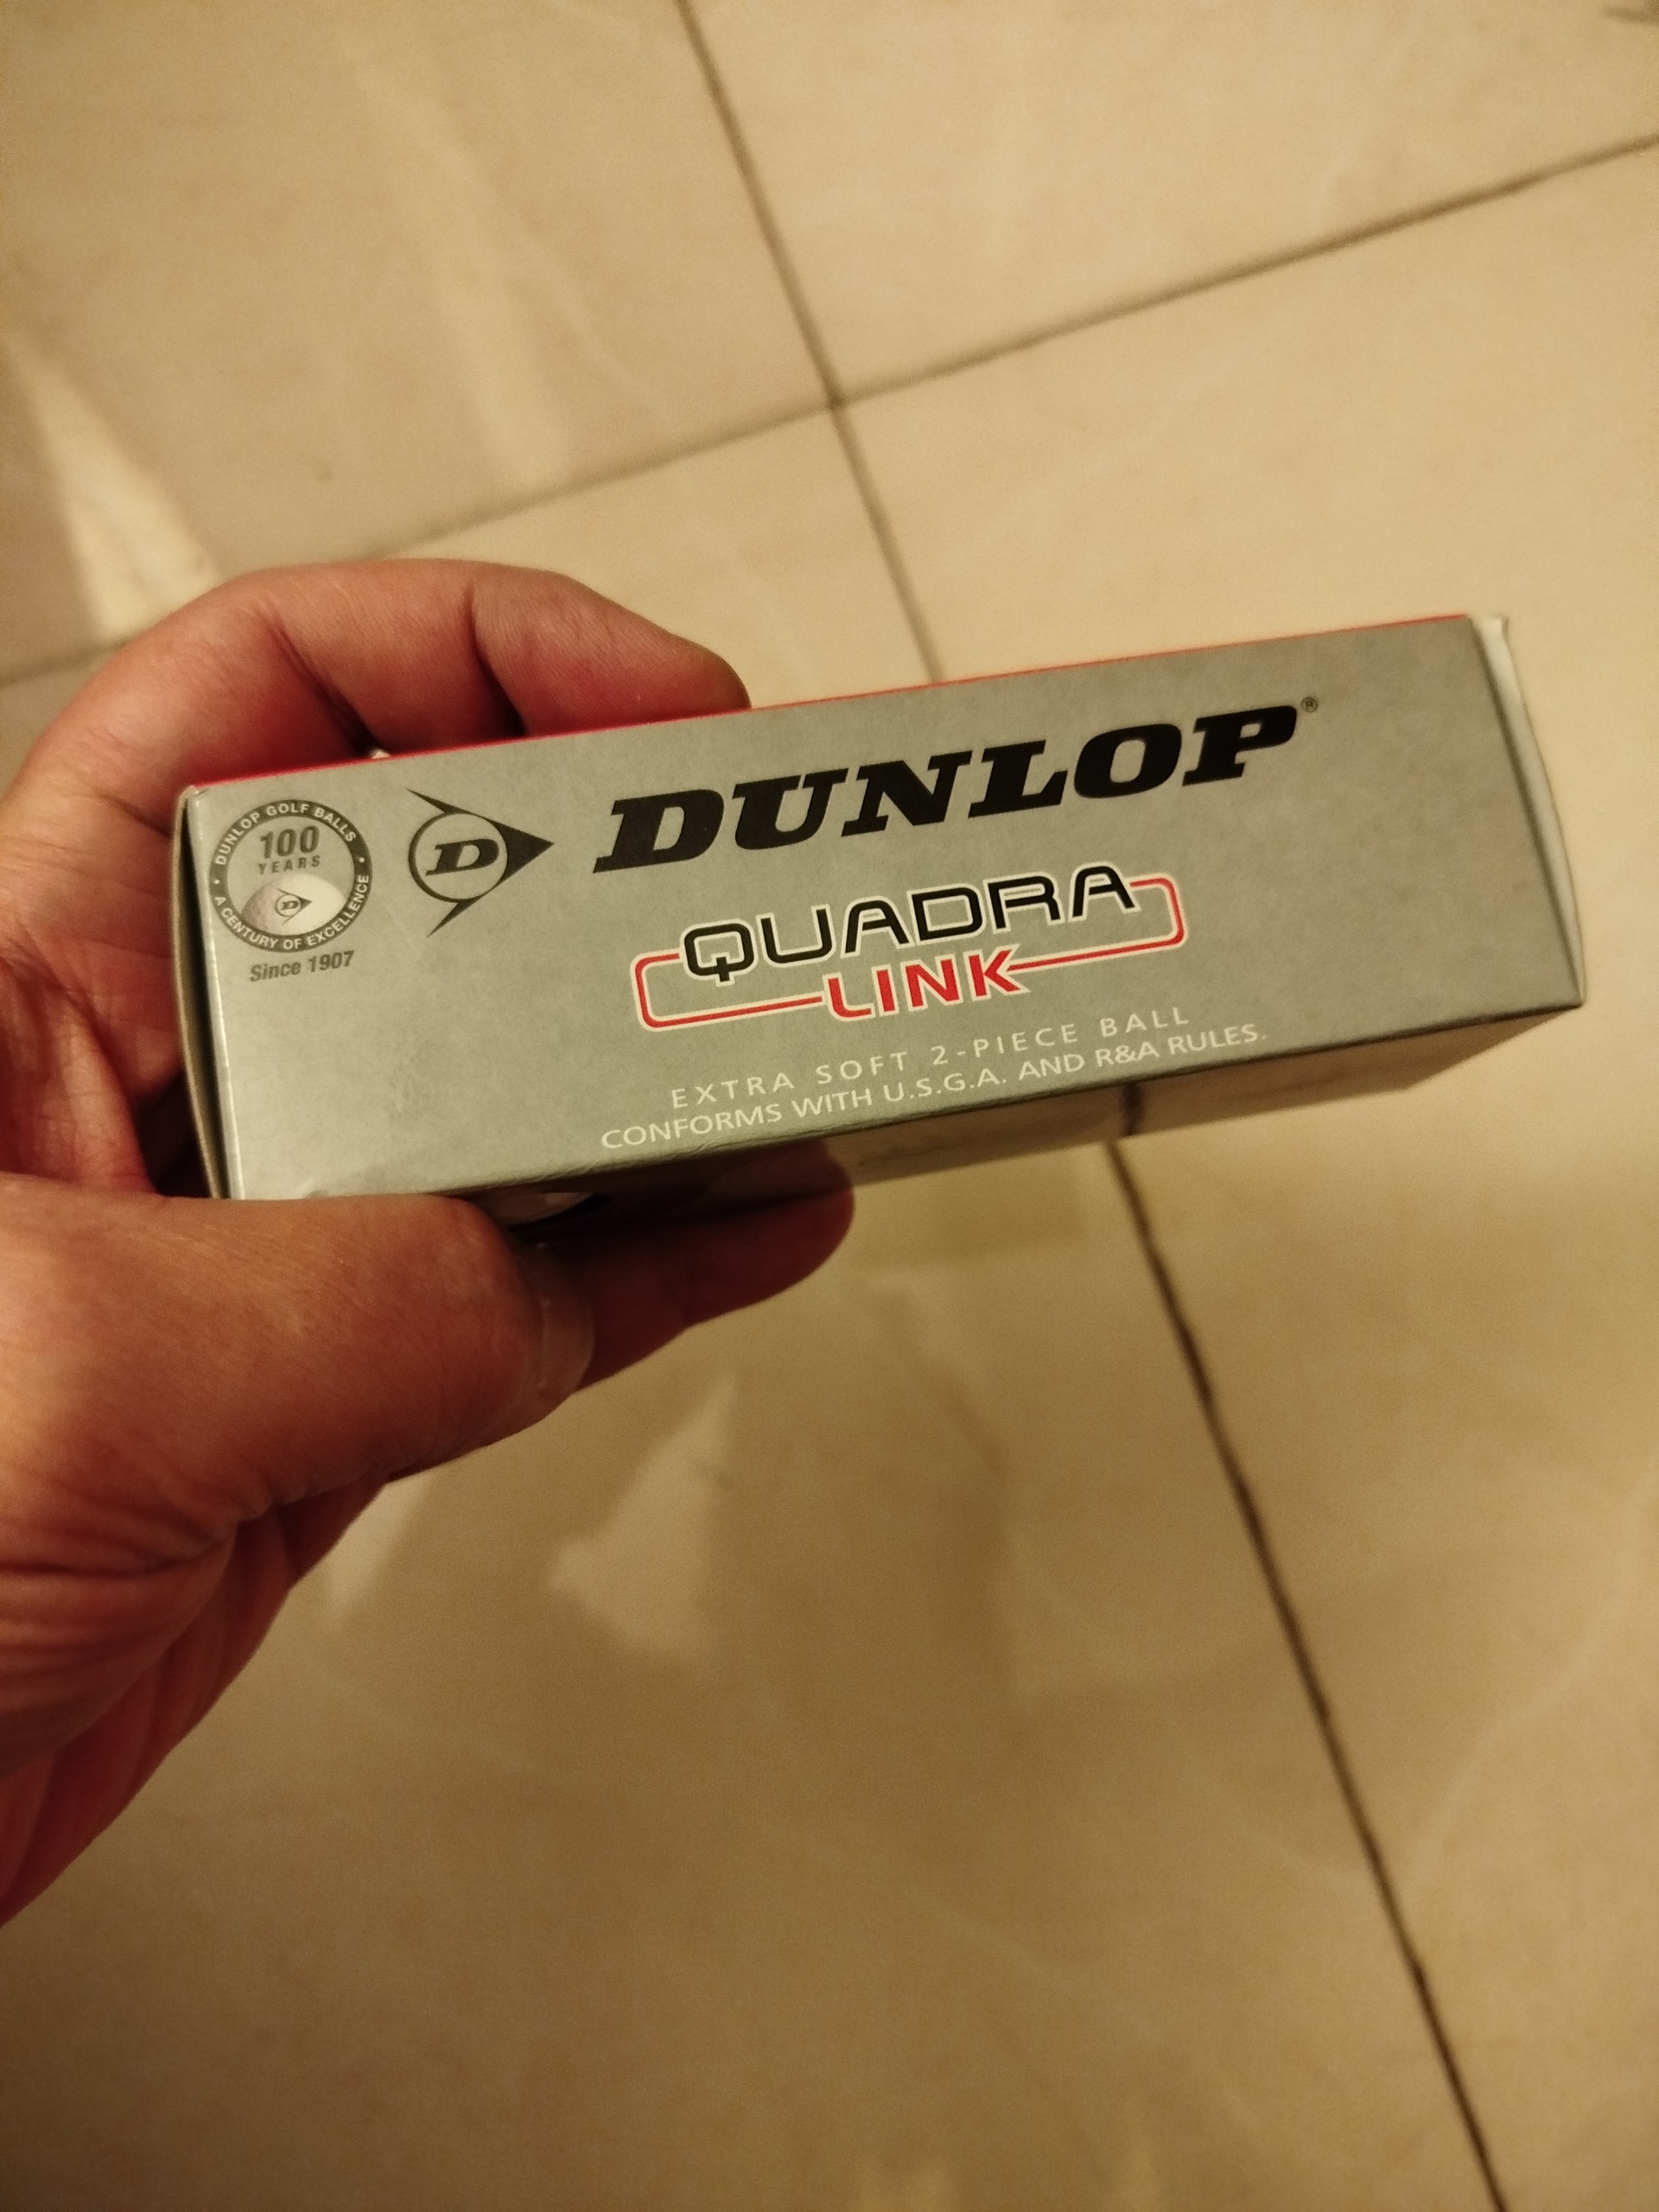 DUNLOP GOLF BALLS
100
YEARS
D
A CENTURY OF EXCELLENCE
Since 1907
D
DUNLOP®
QUADRA
LINK
EXTRA SOFT 2-PIECE BALL
CONFORMS WITH U.S.G.A. AND R&A RULES.